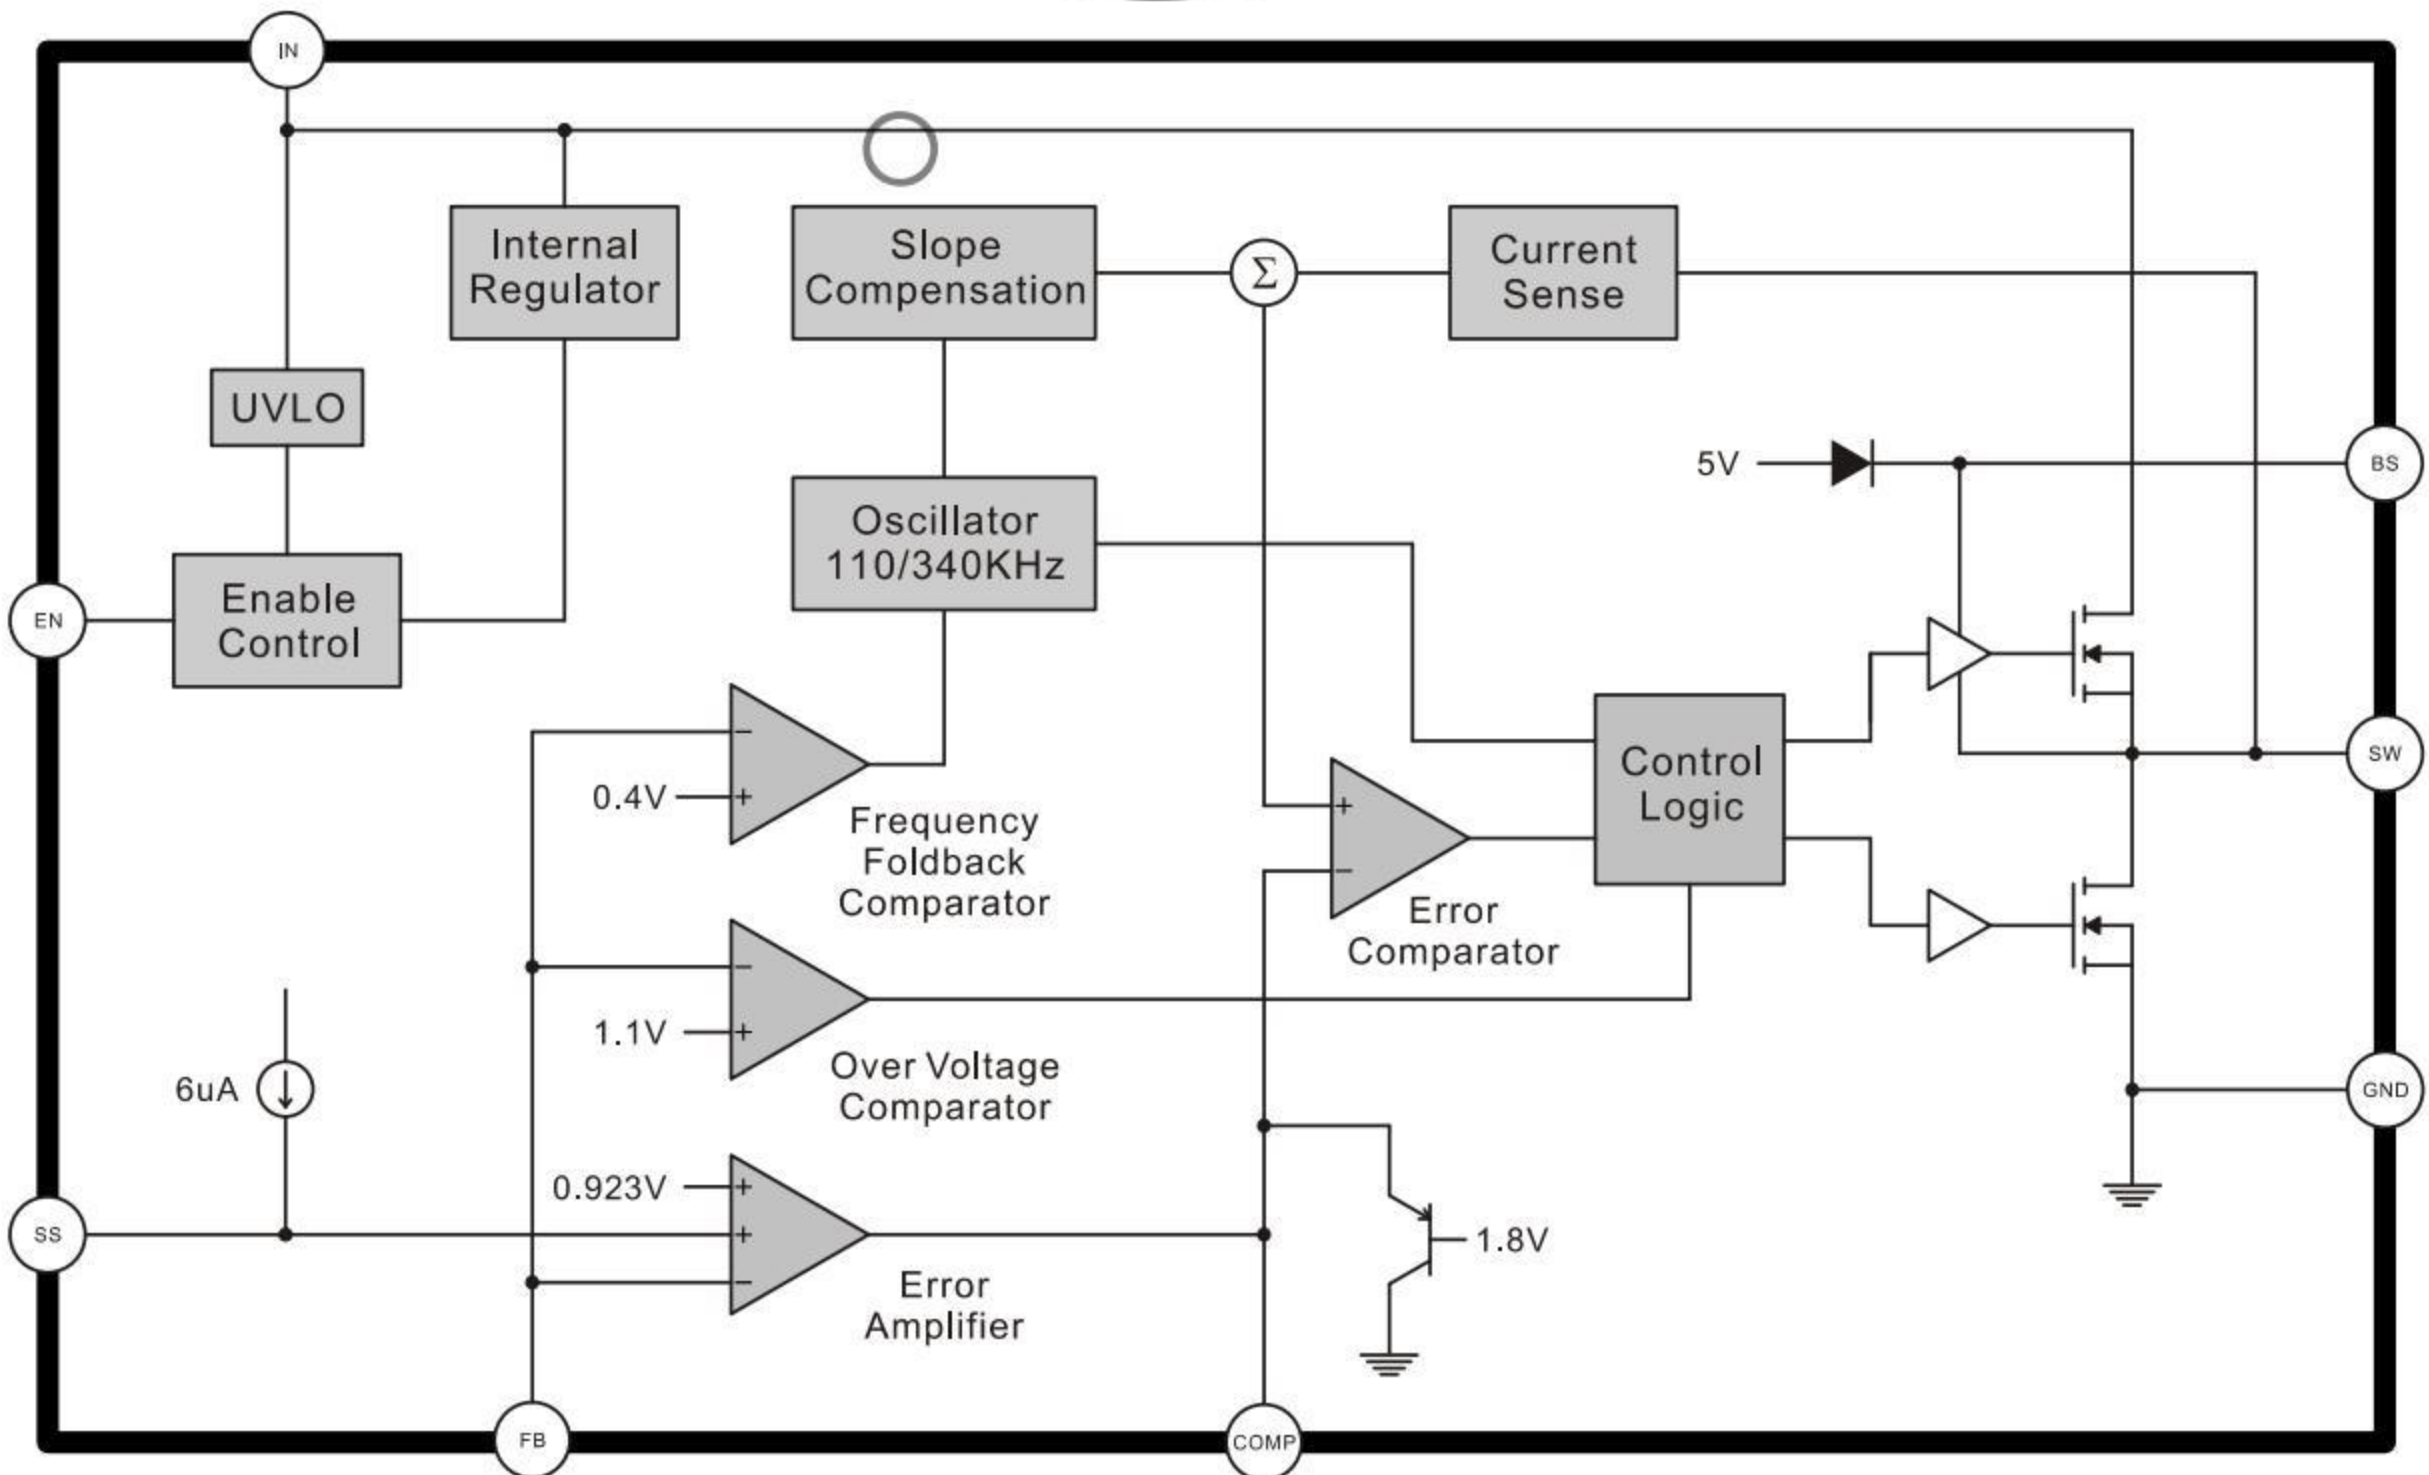 IN
Internal
Regulator
Slope
Compensation
Σ
Current
Sense
UVLO
5V
BS
Oscillator
110/340KHz
Enable
Control
EN
−
0.4V
+
Frequency
Foldback
Comparator
Control
Logic
SW
+
−
Error
Comparator
−
1.1V
+
Over Voltage
Comparator
6uA
GND
0.923V
+
SS
+
−
Error
Amplifier
1.8V
FB
COMP